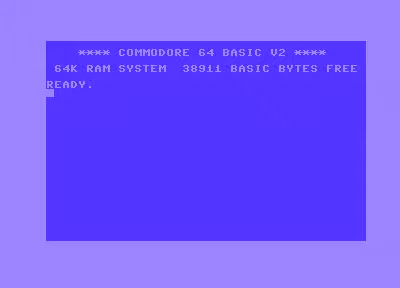 **** COMMODORE 64 BASIC V2 ****
64K RAM SYSTEM  38911 BASIC BYTES FREE
READY.